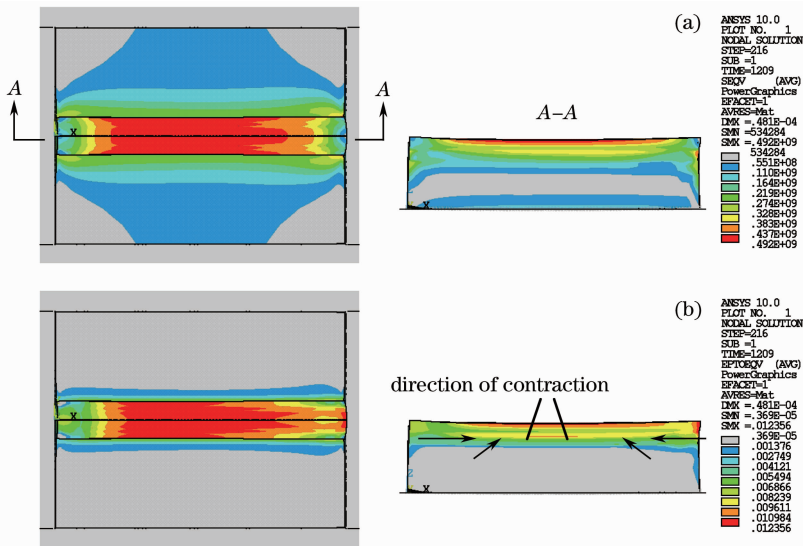 (a)
A
A
X
A–A
X
ANSYS 10.0
PLOT NO. 1
NODAL SOLUTION
STEP=216
SUB =1
TIME=1209
SEQV (AVG)
PowerGraphics
EFACET=1
AVRES=Mat
DMX =.481E-04
SMN =534284
SMX =.492E+09
534284
.551E+08
.110E+09
.164E+09
.219E+09
.274E+09
.328E+09
.383E+09
.437E+09
.492E+09
(b)
X
direction of contraction
Z
X
ANSYS 10.0
PLOT NO. 1
NODAL SOLUTION
STEP=216
SUB =1
TIME=1209
EPTOEQV (AVG)
PowerGraphics
EFACET=1
AVRES=Mat
DMX =.481E-04
SMN =.369E-05
SMX =.012356
.369E-05
.001376
.002749
.004121
.005494
.006866
.008239
.009611
.010984
.012356